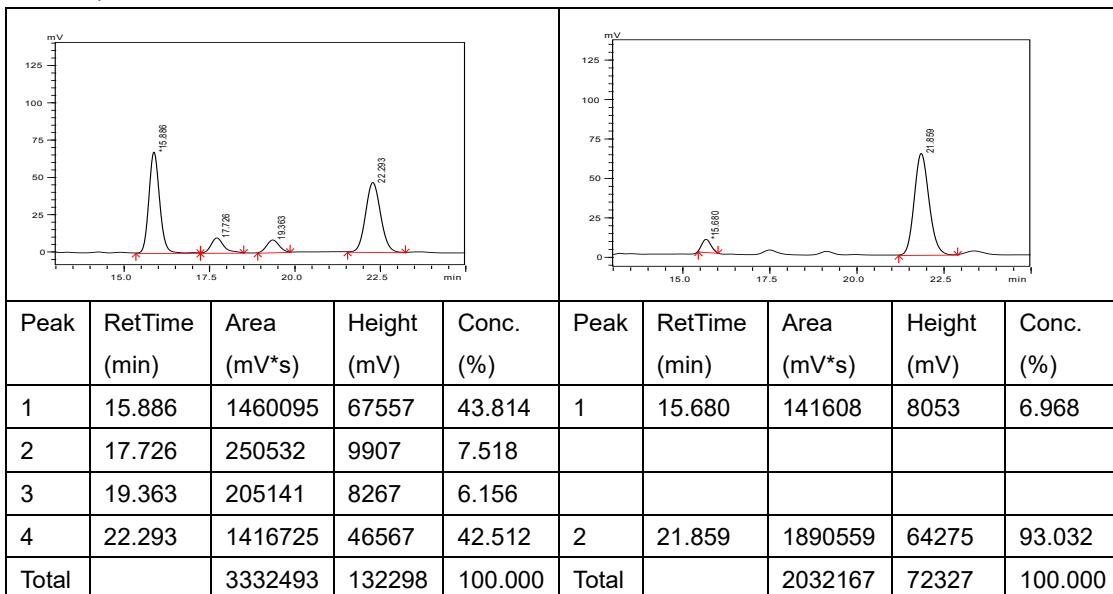 mV
125
100
75
50
25
0
*15.886
17.726
19.363
22.293
15.0
17.5
20.0
22.5
min
mV
125
100
75
50
25
0
*15.680
21.859
15.0
17.5
20.0
22.5
min
Peak RetTime Area Height Conc. Peak RetTime Area Height Conc.
(min) (mV*s) (mV) (%) (min) (mV*s) (mV) (%)
1 15.886 1460095 67557 43.814 1 15.680 141608 8053 6.968
2 17.726 250532 9907 7.518
3 19.363 205141 8267 6.156
4 22.293 1416725 46567 42.512 2 21.859 1890559 64275 93.032
Total 3332493 132298 100.000 Total 2032167 72327 100.000